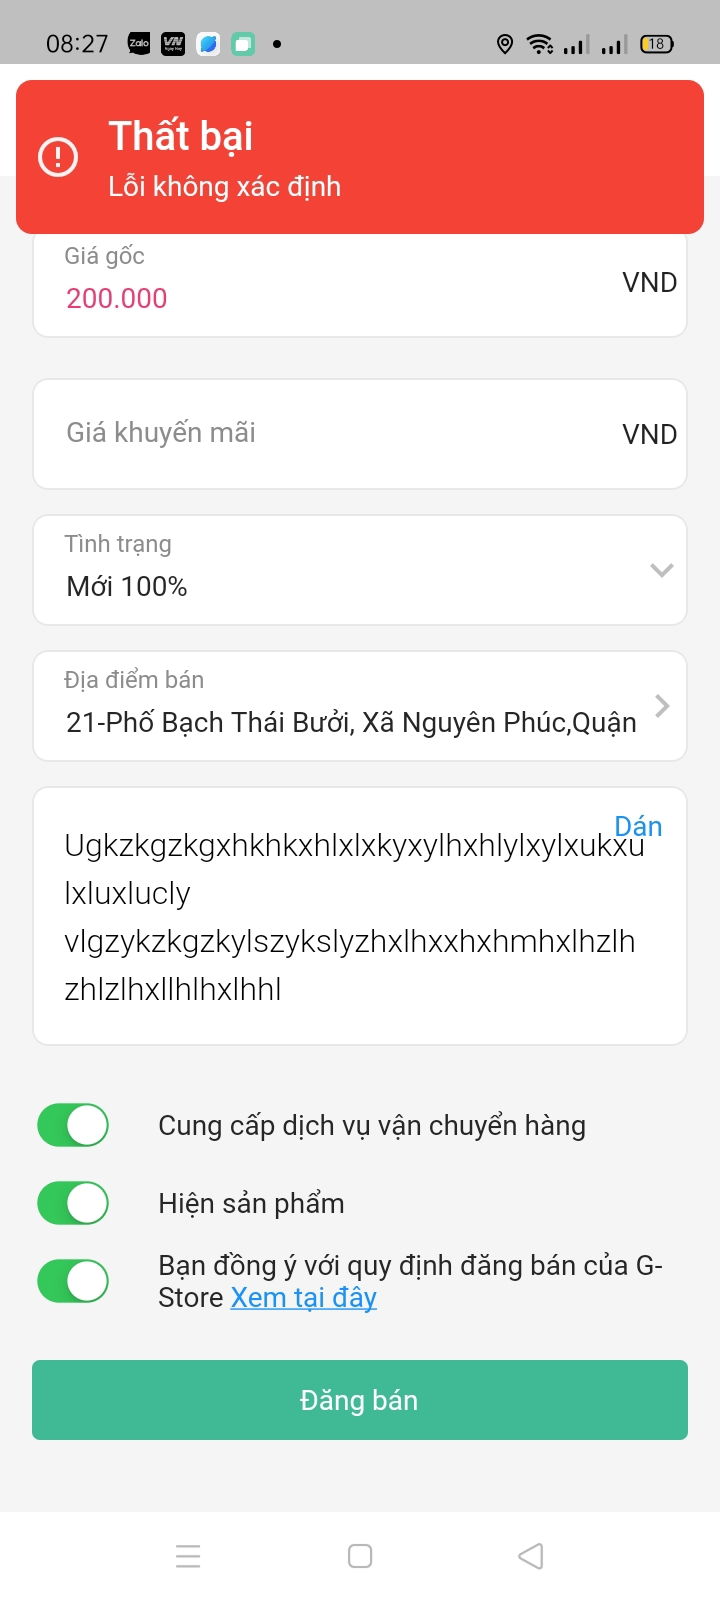 08:27
Zalo
VN
18
Thất bại
Lỗi không xác định
Giá gốc
200.000
VND
Giá khuyến mãi
VND
Tình trạng
Mới 100%
Địa điểm bán
21-Phố Bạch Thái Bưởi, Xã Nguyên Phúc,Quận
Dán
Ugkzkgzkgxhkhkxhlxlxkyxylhxhlylxylxukxu
lxluxlucly
vlgzykzkgzkylszykslyzhxlhxxhxhmhxlhzlh
zhlzlhxllhlhxlhhl
Cung cấp dịch vụ vận chuyển hàng
Hiện sản phẩm
Bạn đồng ý với quy định đăng bán của G-
Store Xem tại đây
Đăng bán